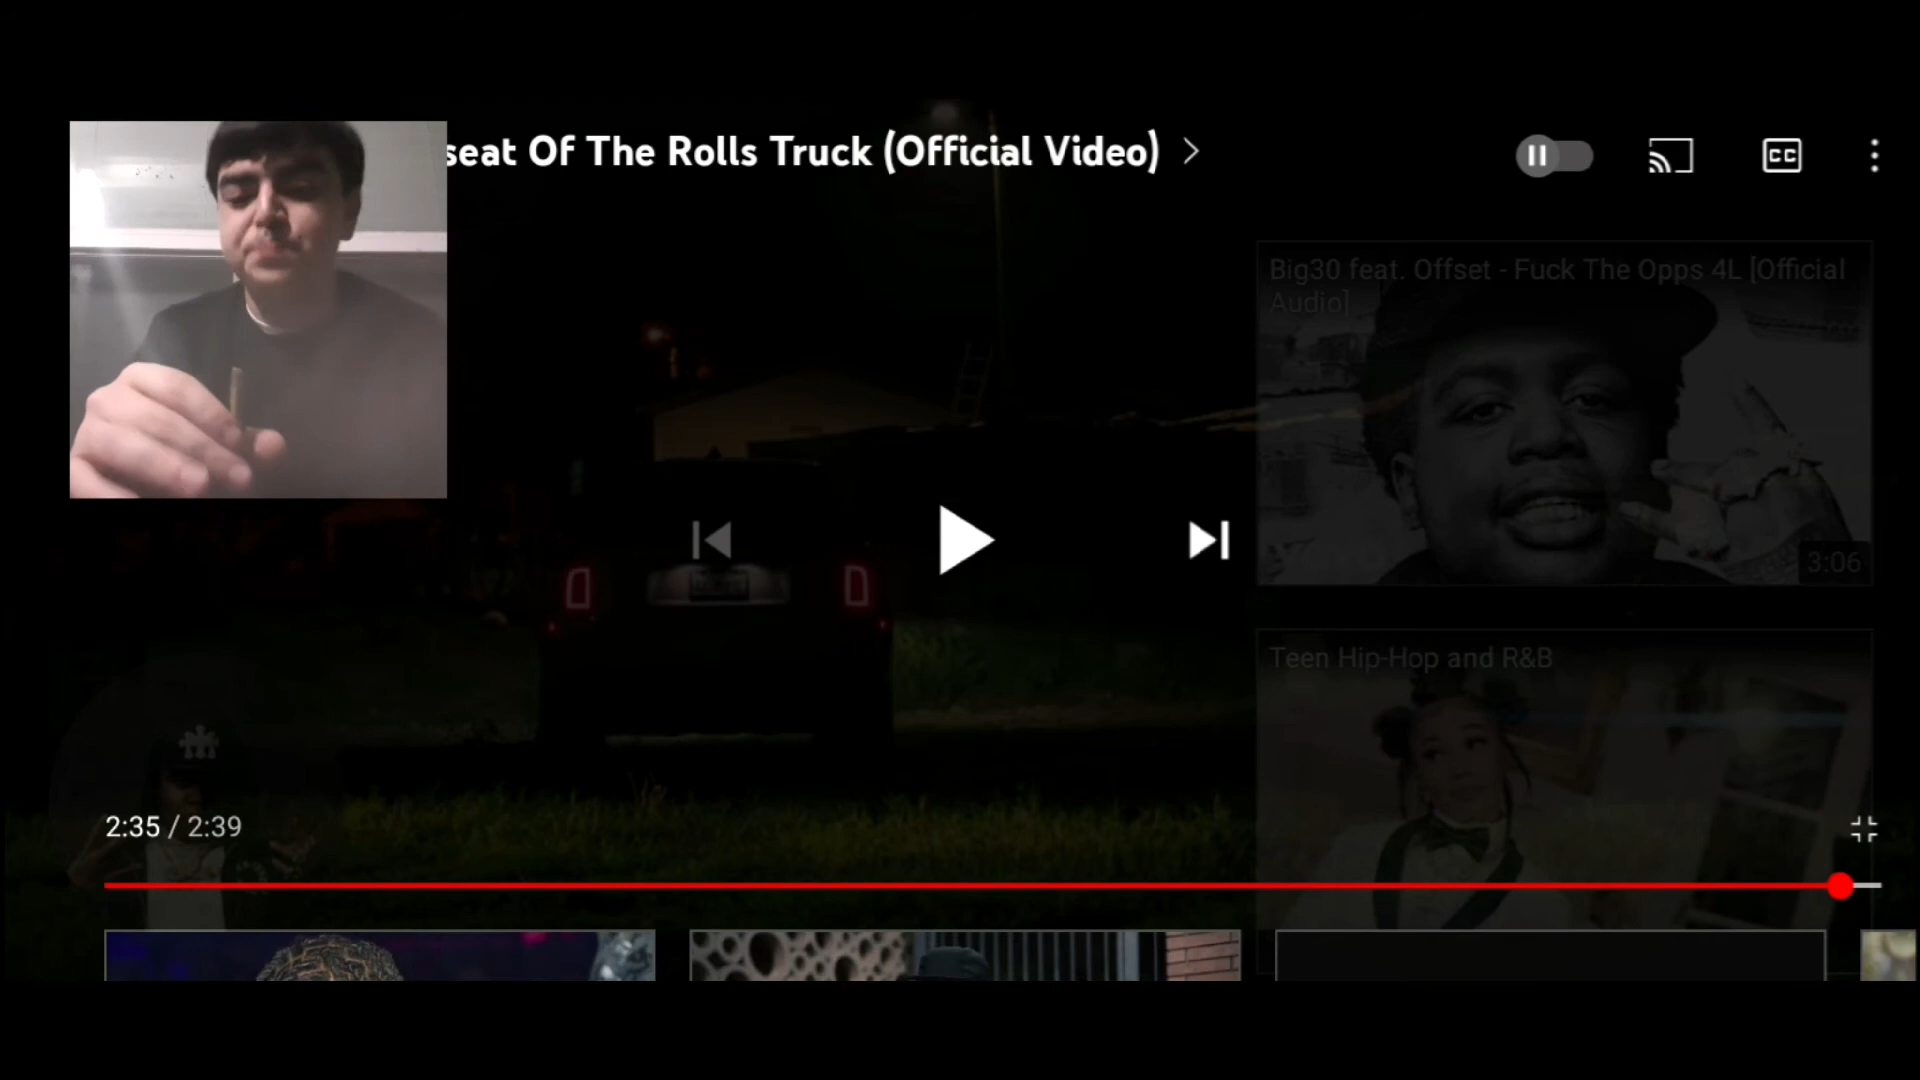 seat Of The Rolls Truck (Official Video)
CC
Big30 feat. Offset - Fuck The Opps 4L [Official
Audio]
3:06
Teen Hip-Hop and R&B
2:35 / 2:39